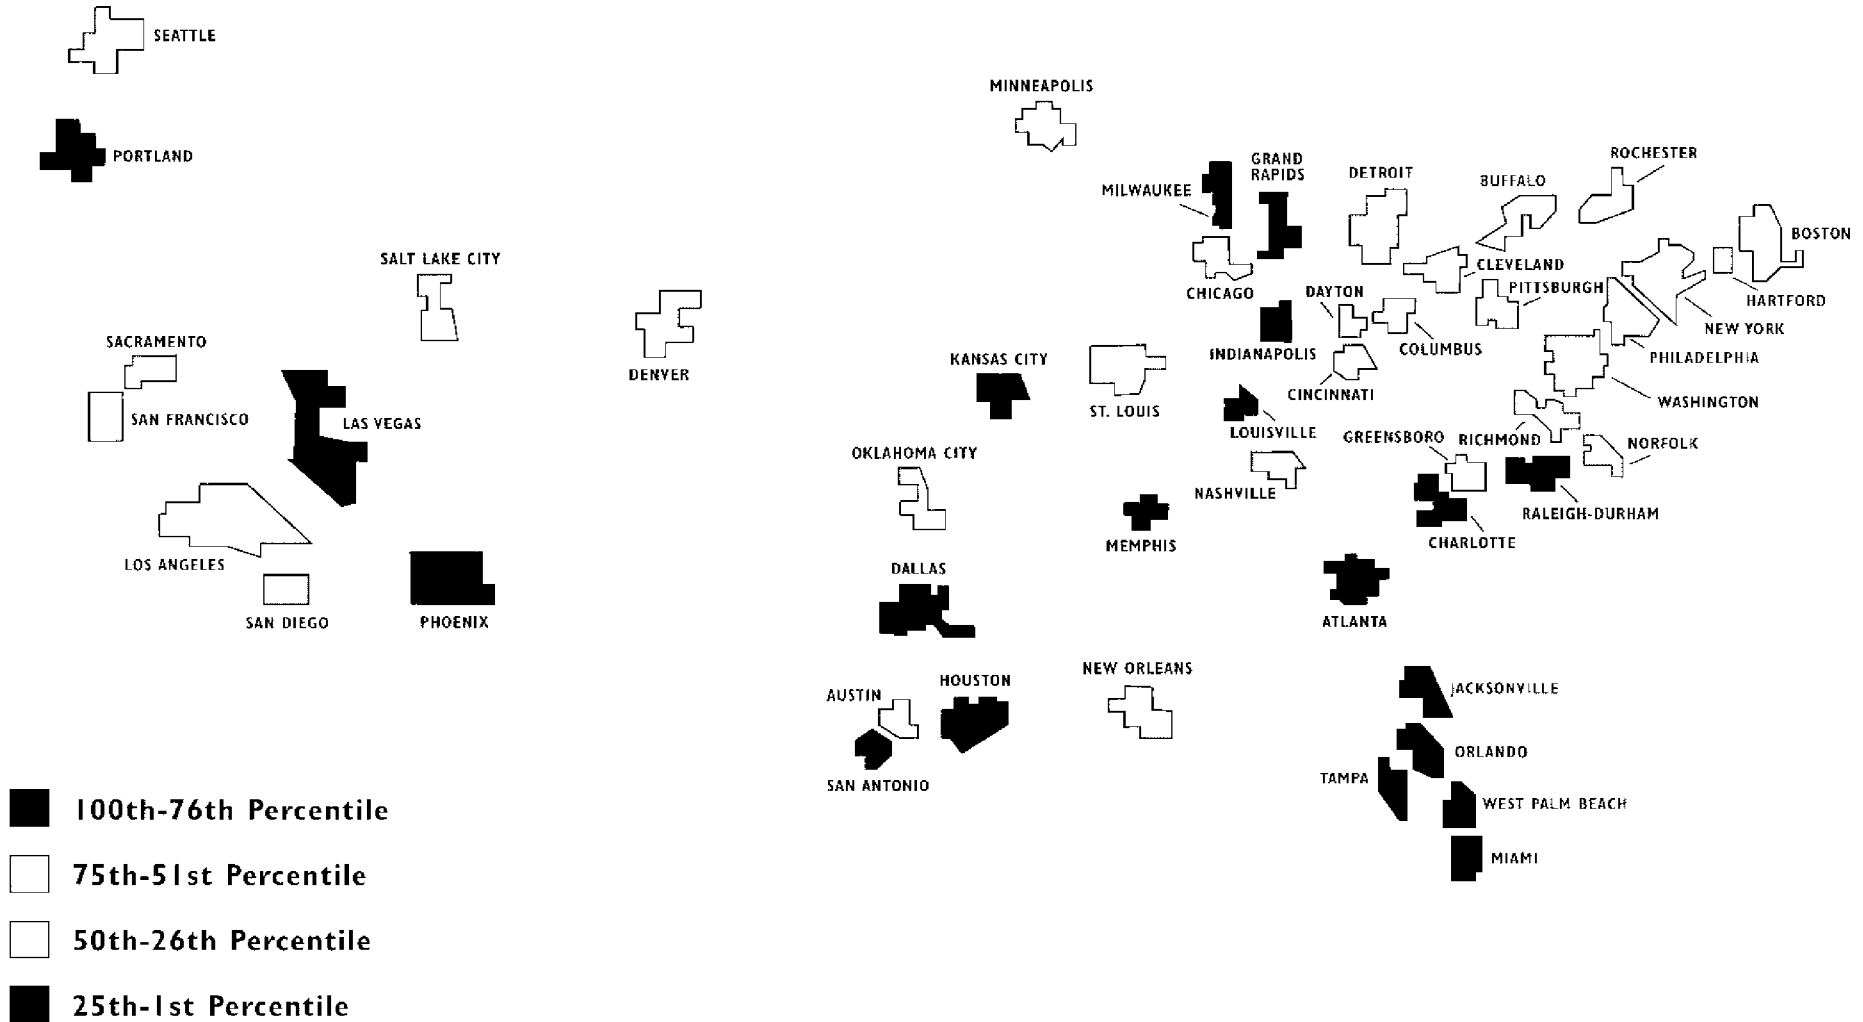 SEATTLE
MINNEAPOLIS
PORTLAND
ROCHESTER
GRAND
RAPIDS
DETROIT
BUFFALO
MILWAUKEE
BOSTON
SALT LAKE CITY
CLEVELAND
PITTSBURGH
CHICAGO
DAYTON
HARTFORD
NEW YORK
SACRAMENTO
INDIANAPOLIS
COLUMBUS
PHILADELPHIA
KANSAS CITY
DENVER
CINCINNATI
WASHINGTON
ST. LOUIS
SAN FRANCISCO
LAS VEGAS
LOUISVILLE
GREENSBORO
RICHMOND
NORFOLK
OKLAHOMA CITY
NASHVILLE
RALEIGH-DURHAM
MEMPHIS
CHARLOTTE
LOS ANGELES
DALLAS
SAN DIEGO
PHOENIX
ATLANTA
NEW ORLEANS
HOUSTON
AUSTIN
JACKSONVILLE
ORLANDO
TAMPA
SAN ANTONIO
WEST PALM BEACH
MIAMI
100th-76th Percentile
75th-51st Percentile
50th-26th Percentile
25th-1st Percentile